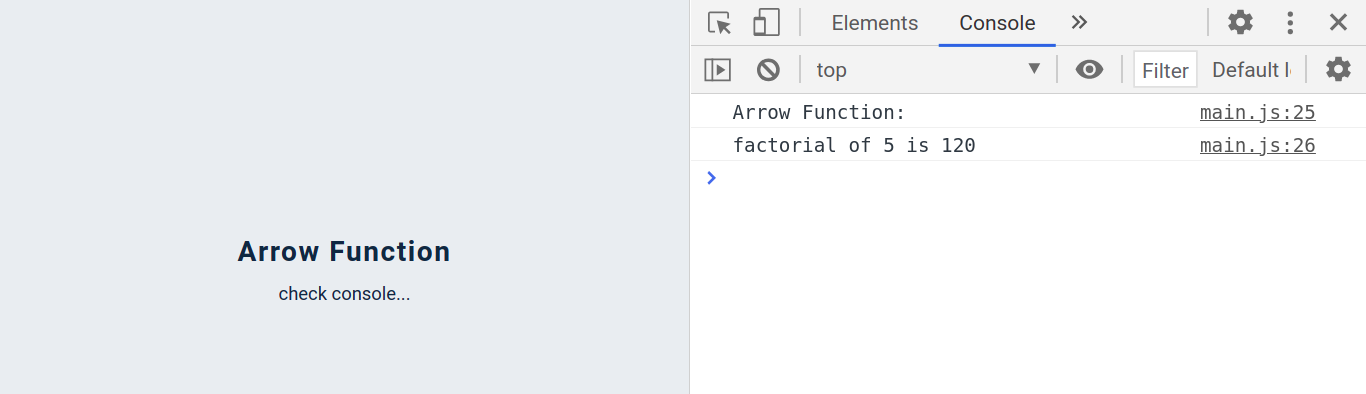 Arrow Function
check console...
Elements Console
top Filter Default l
Arrow Function: main.js:25
factorial of 5 is 120 main.js:26